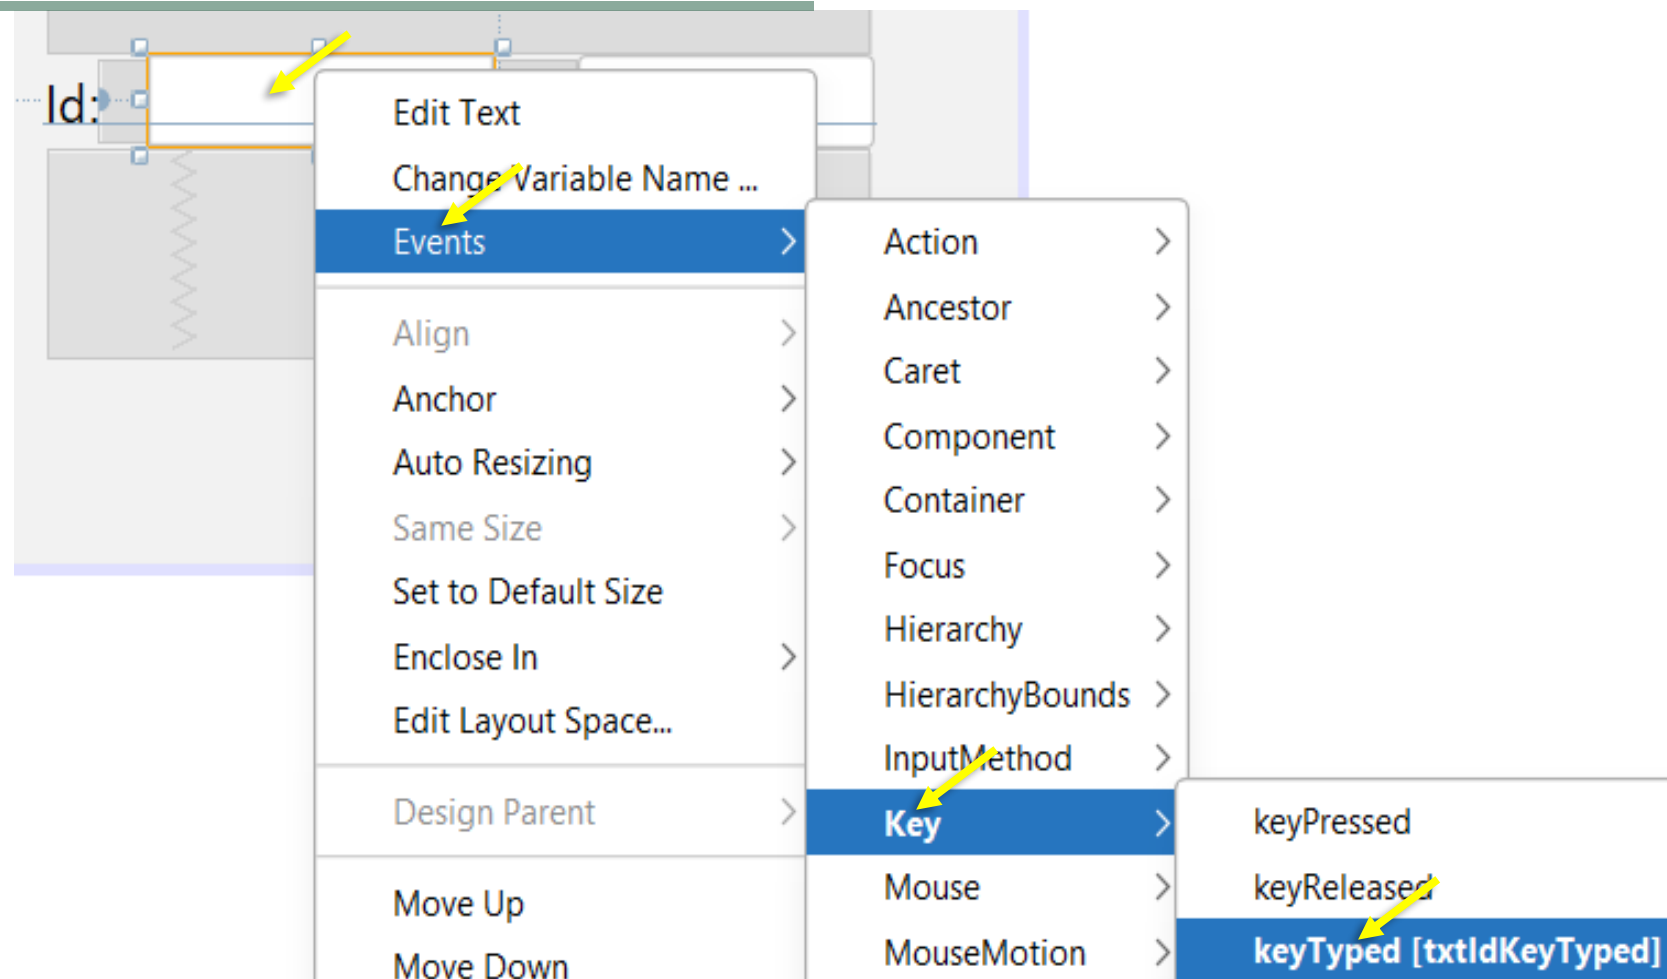 Id:
Edit Text
Change Variable Name ...
Events
Align
Anchor
Auto Resizing
Same Size
Set to Default Size
Enclose In
Edit Layout Space...
Design Parent
Move Up
Move Down
Action
Ancestor
Caret
Component
Container
Focus
Hierarchy
HierarchyBounds
InputMethod
Key
Mouse
MouseMotion
keyPressed
keyReleased
keyTyped [txtIdKeyTyped]